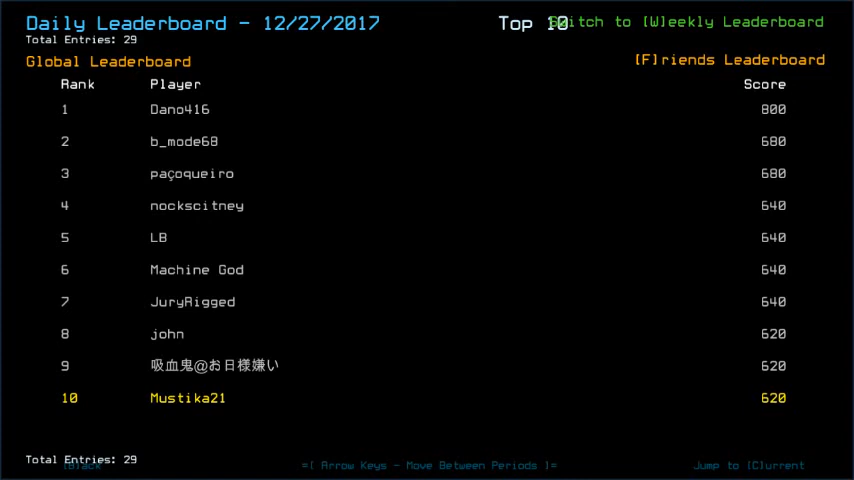 Daily Leaderboard - 12/27/2017 Top 10 Switch to [W]eekly Leaderboard
Total Entries: 29
Global Leaderboard [F]riends Leaderboard
Rank Player Score
1 Dano416 800
2 b_mode68 680
3 paçoqueiro 680
4 nockscitney 640
5 LB 640
6 Machine God 640
7 JuryRigged 640
8 john 620
9 吸血鬼@お日様嫌い 620
10 Mustika21 620
Total Entries: 29
[B]ack =[ Arrow Keys - Move Between Periods ]= Jump to [C]urrent